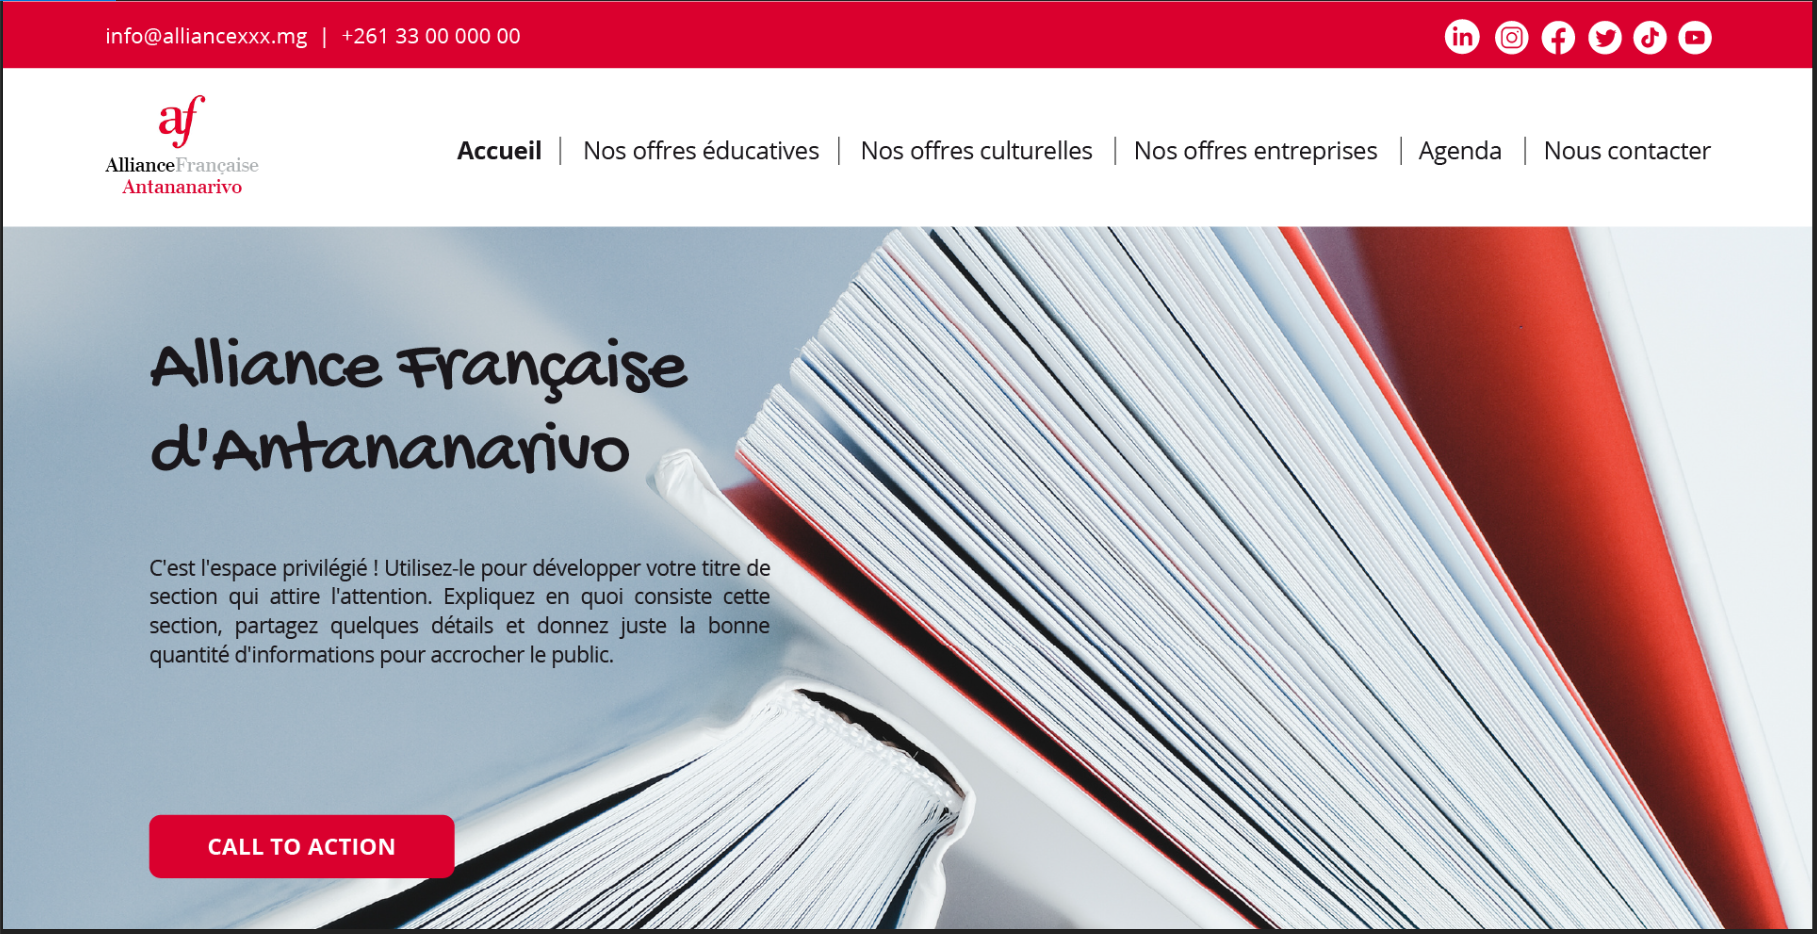 info@alliancexxx.mg | +261 33 00 000 00
af
AllianceFrançaise
Antananarivo
Accueil | Nos offres éducatives | Nos offres culturelles | Nos offres entreprises | Agenda | Nous contacter
Alliance Française
d'Antananarivo
C'est l'espace privilégié ! Utilisez-le pour développer votre titre de
section qui attire l'attention. Expliquez en quoi consiste cette
section, partagez quelques détails et donnez juste la bonne
quantité d'informations pour accrocher le public.
CALL TO ACTION